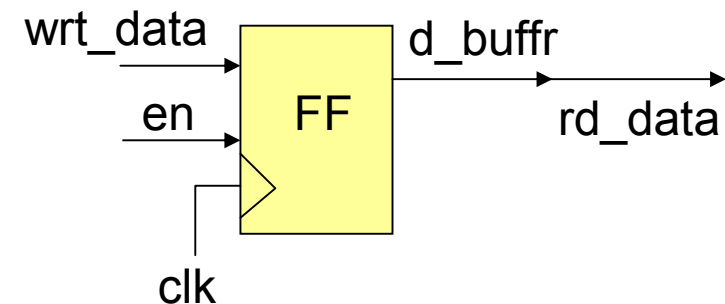 wrt_data
d_buffr
en
FF
rd_data
clk